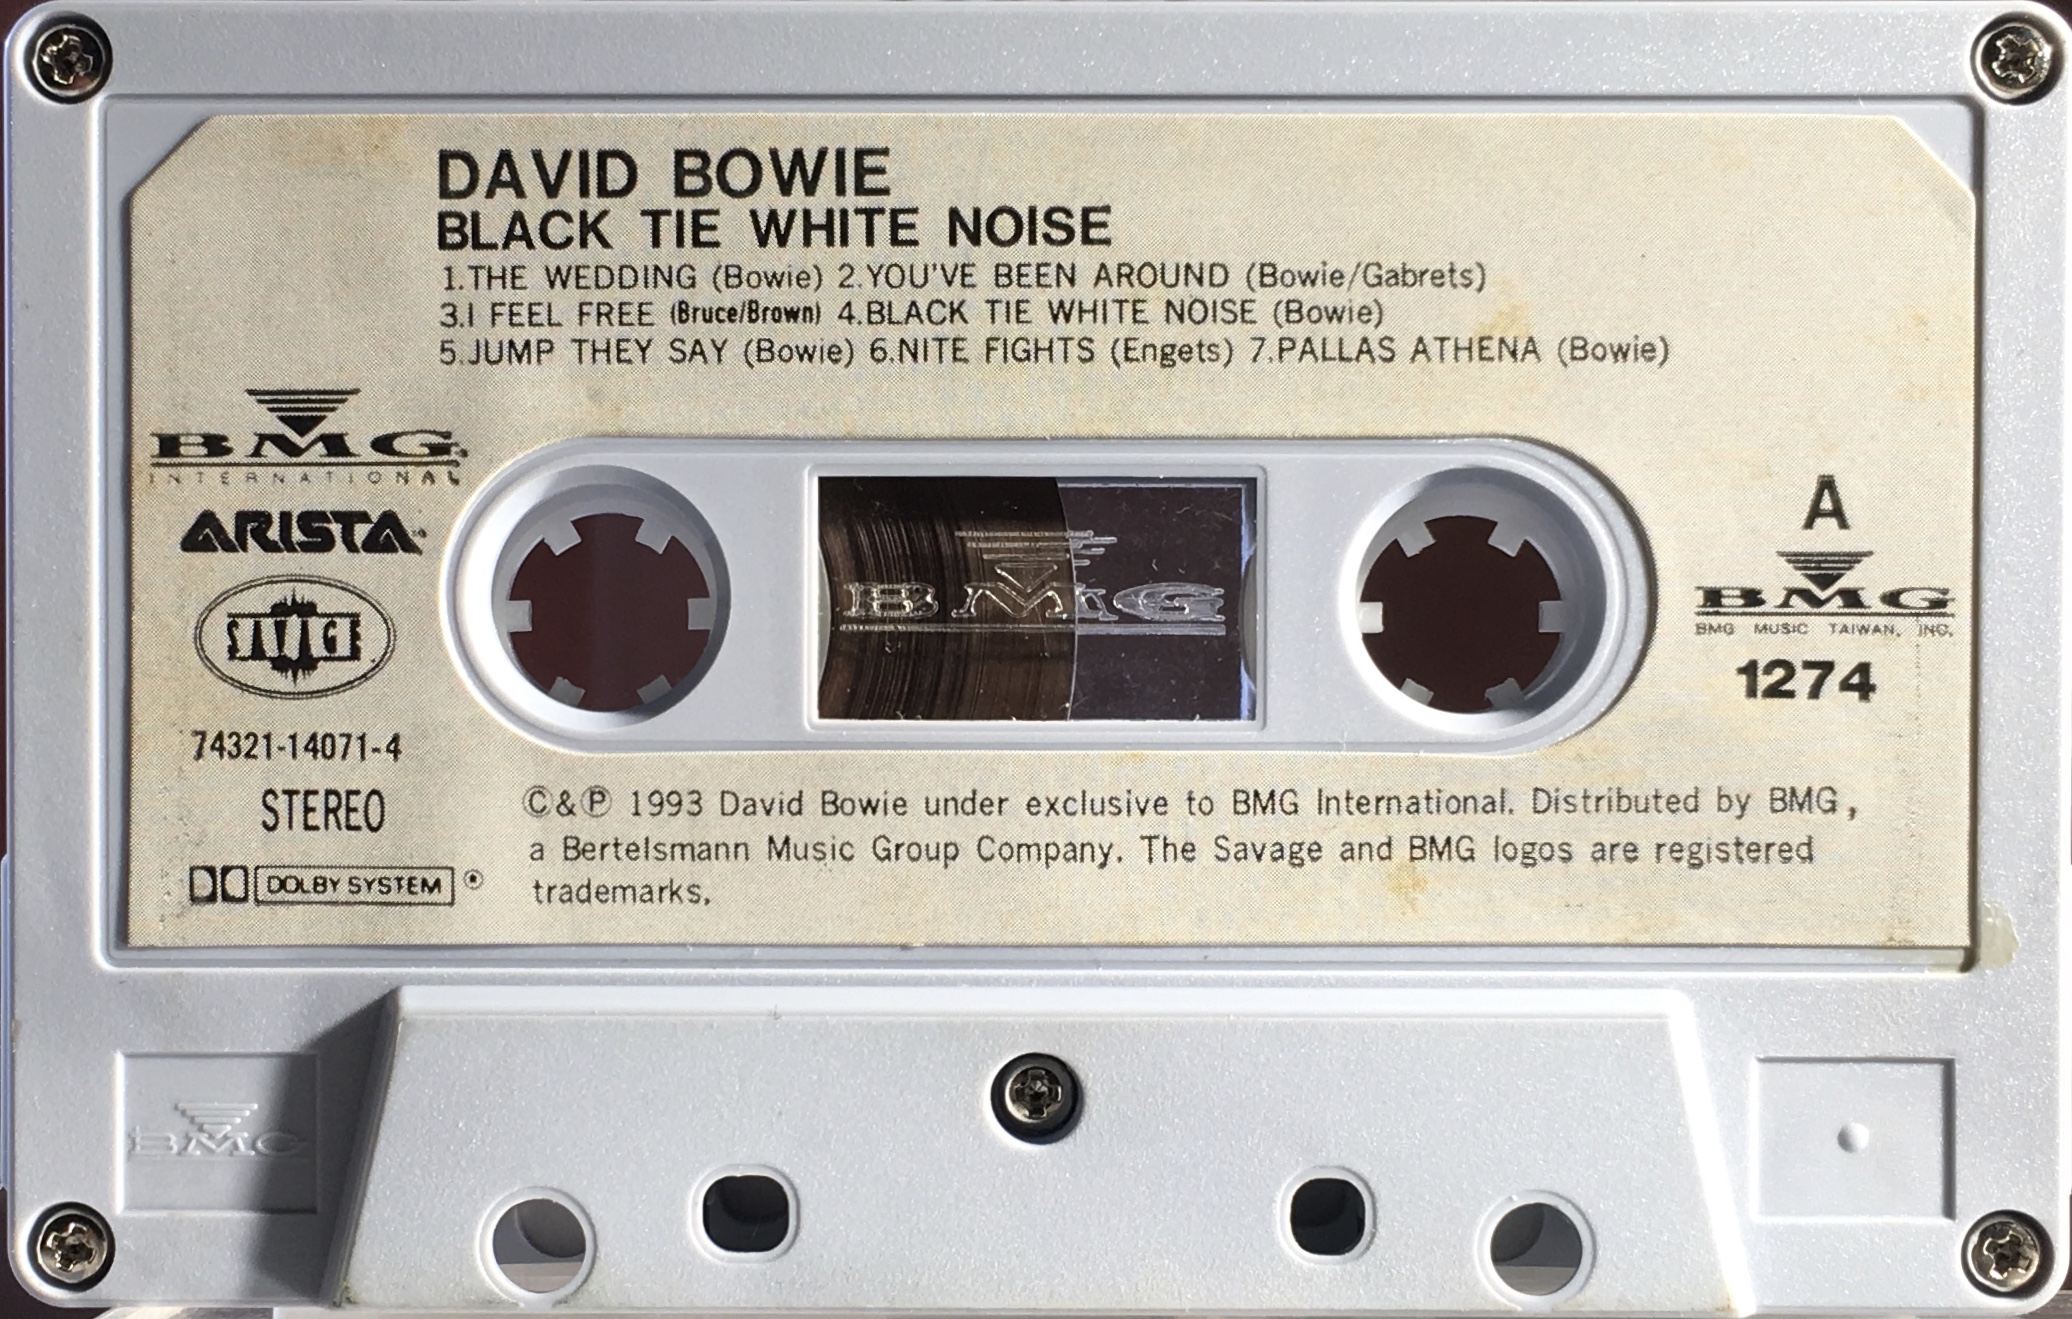 DAVID BOWIE
BLACK TIE WHITE NOISE
1.THE WEDDING (Bowie) 2.YOU'VE BEEN AROUND (Bowie/Gabrets)
3.I FEEL FREE (Bruce/Brown) 4.BLACK TIE WHITE NOISE (Bowie)
5.JUMP THEY SAY (Bowie) 6.NITE FIGHTS (Engets) 7.PALLAS ATHENA (Bowie)
BMG
INTERNATIONAL
ARISTA
SAVAGE
74321-14071-4
STEREO
DOLBY SYSTEM ®
BMG
A
BMG
BMG MUSIC TAIWAN, INC.
1274
Ⓒ&Ⓟ 1993 David Bowie under exclusive to BMG International. Distributed by BMG,
a Bertelsmann Music Group Company. The Savage and BMG logos are registered
trademarks.
BMG